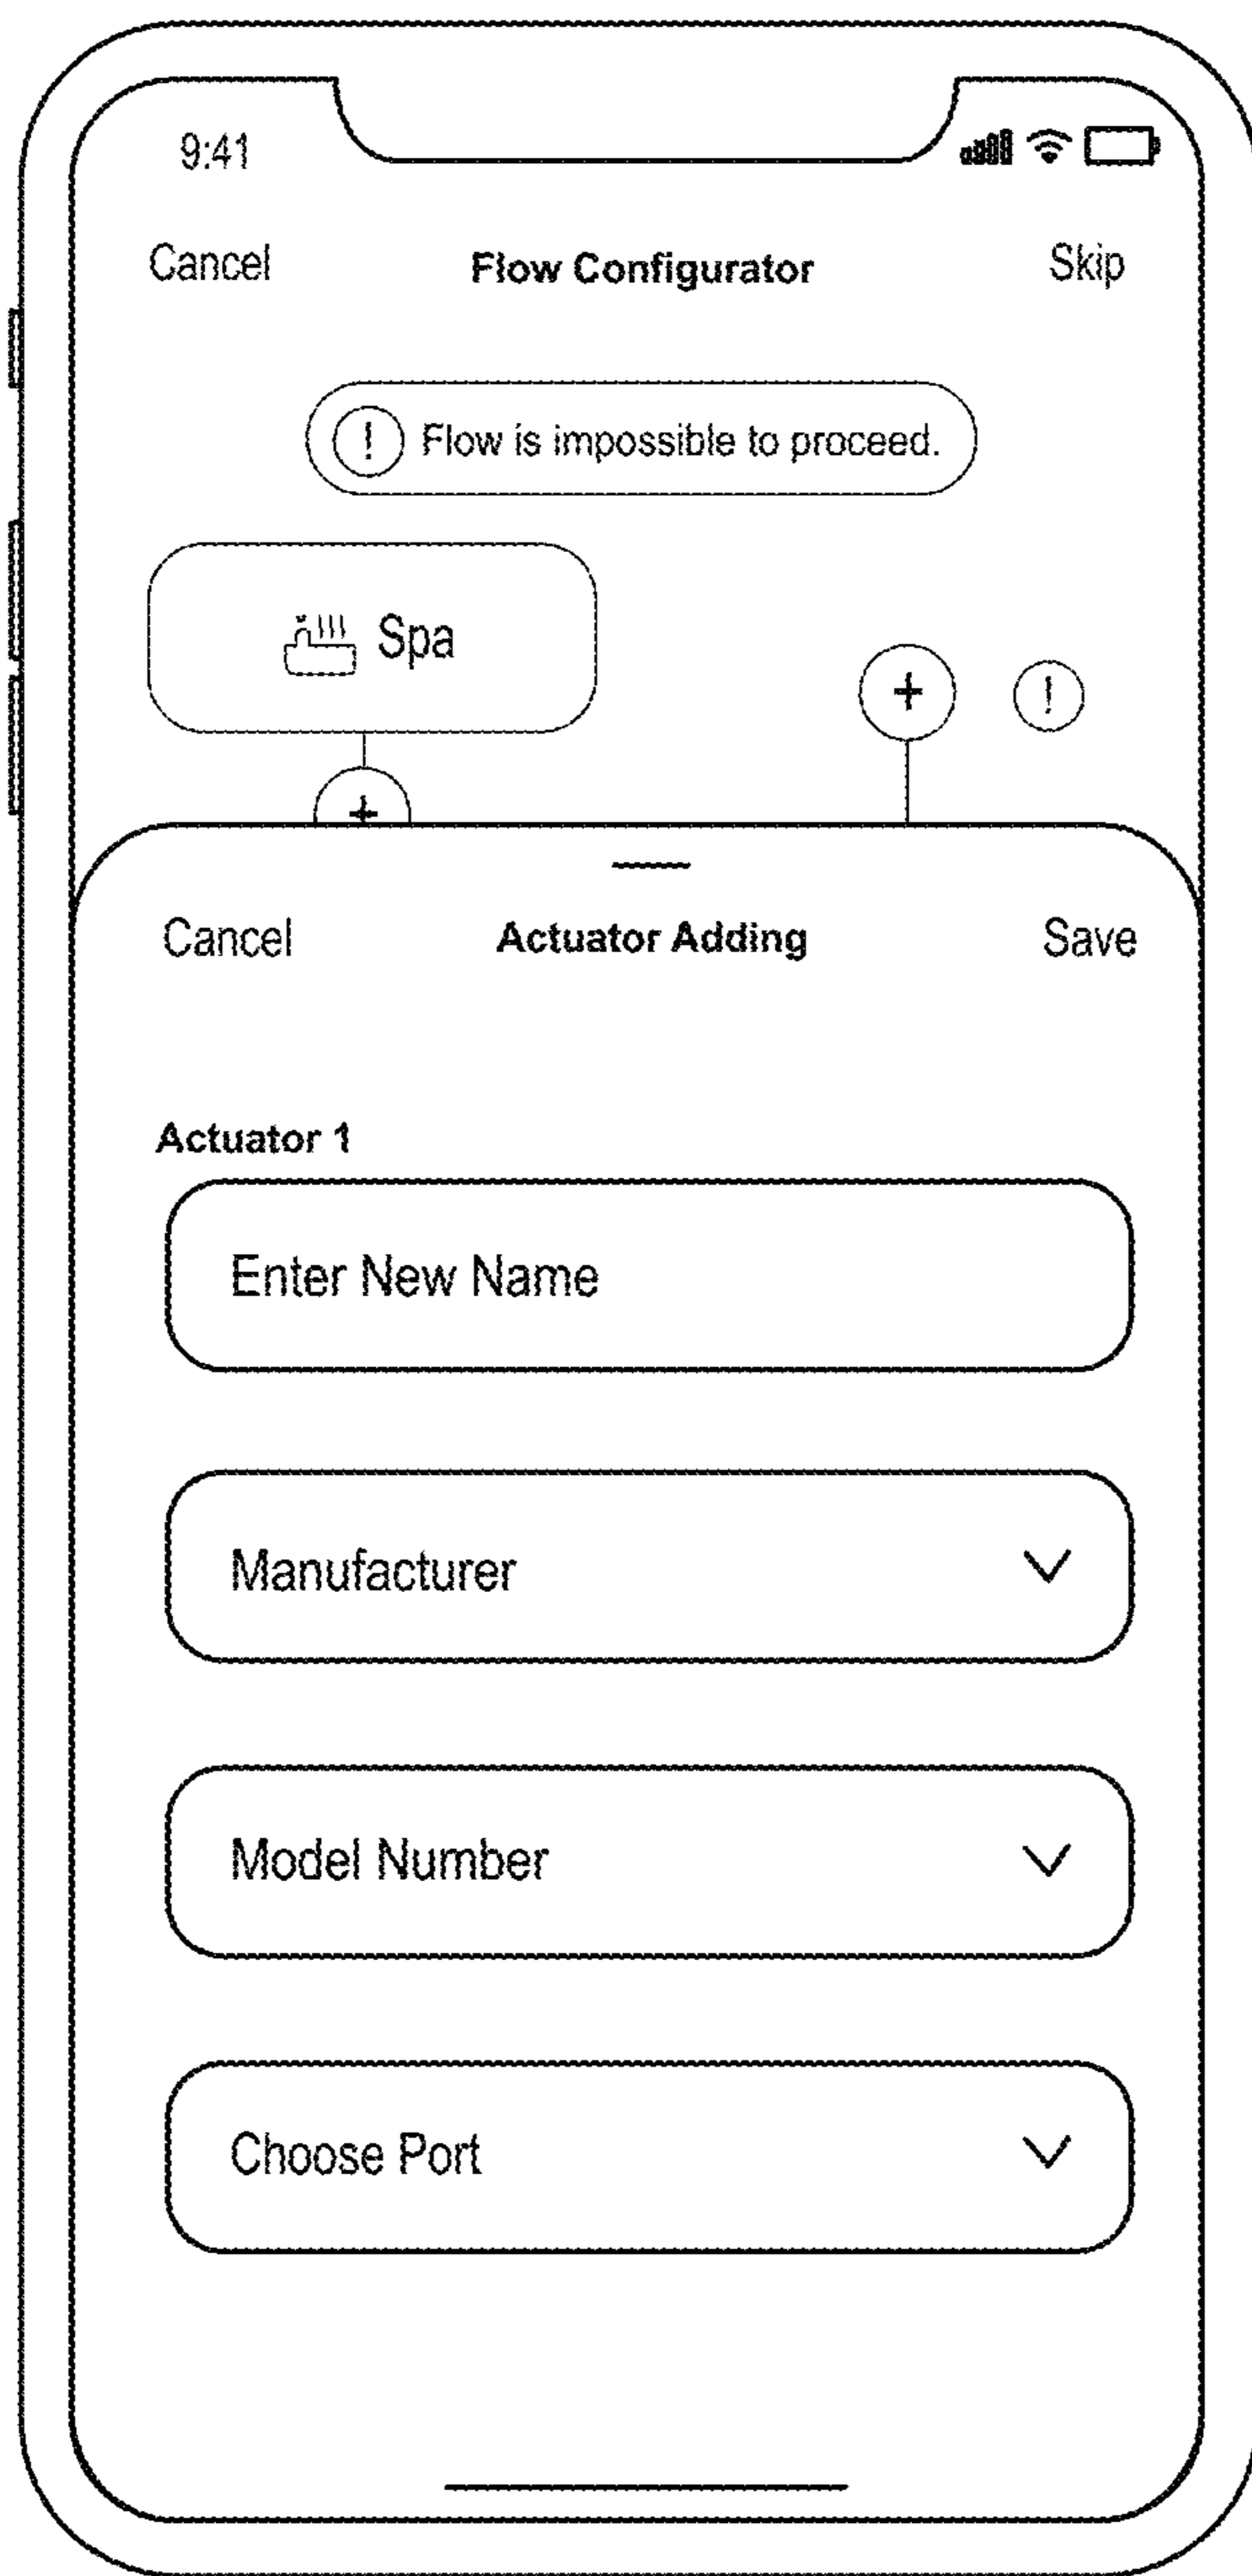 9:41
Cancel Flow Configurator Skip
! Flow is impossible to proceed.
Spa
+ !
+
Cancel Actuator Adding Save
Actuator 1
Enter New Name
Manufacturer
Model Number
Choose Port